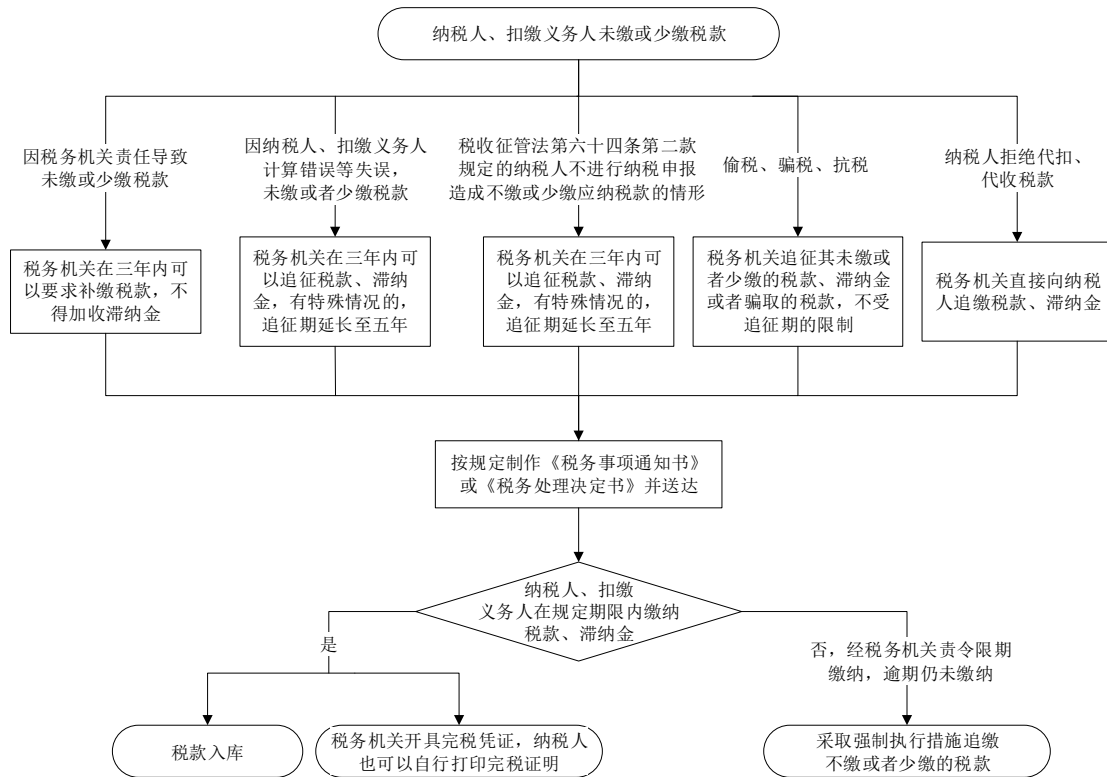 纳税人、扣缴义务人未缴或少缴税款
因税务机关责任导致
未缴或少缴税款
因纳税人、扣缴义务人
计算错误等失误，
未缴或者少缴税款
税收征管法第六十四条第二款
规定的纳税人不进行纳税申报
造成不缴或少缴应纳税款的情形
偷税、骗税、抗税
纳税人拒绝代扣、
代收税款
税务机关在三年内可
以要求补缴税款，不
得加收滞纳金
税务机关在三年内可
以追征税款、滞纳
金，有特殊情况的，
追征期延长至五年
税务机关在三年内可
以追征税款、滞纳
金，有特殊情况的，
追征期延长至五年
税务机关追征其未缴或
者少缴的税款、滞纳金
或者骗取的税款，不受
追征期的限制
税务机关直接向纳税
人追缴税款、滞纳金
按规定制作《税务事项通知书》
或《税务处理决定书》并送达
纳税人、扣缴
义务人在规定期限内缴纳
税款、滞纳金
是
否，经税务机关责令限期
缴纳，逾期仍未缴纳
税款入库
税务机关开具完税凭证，纳税人
也可以自行打印完税证明
采取强制执行措施追缴
不缴或者少缴的税款